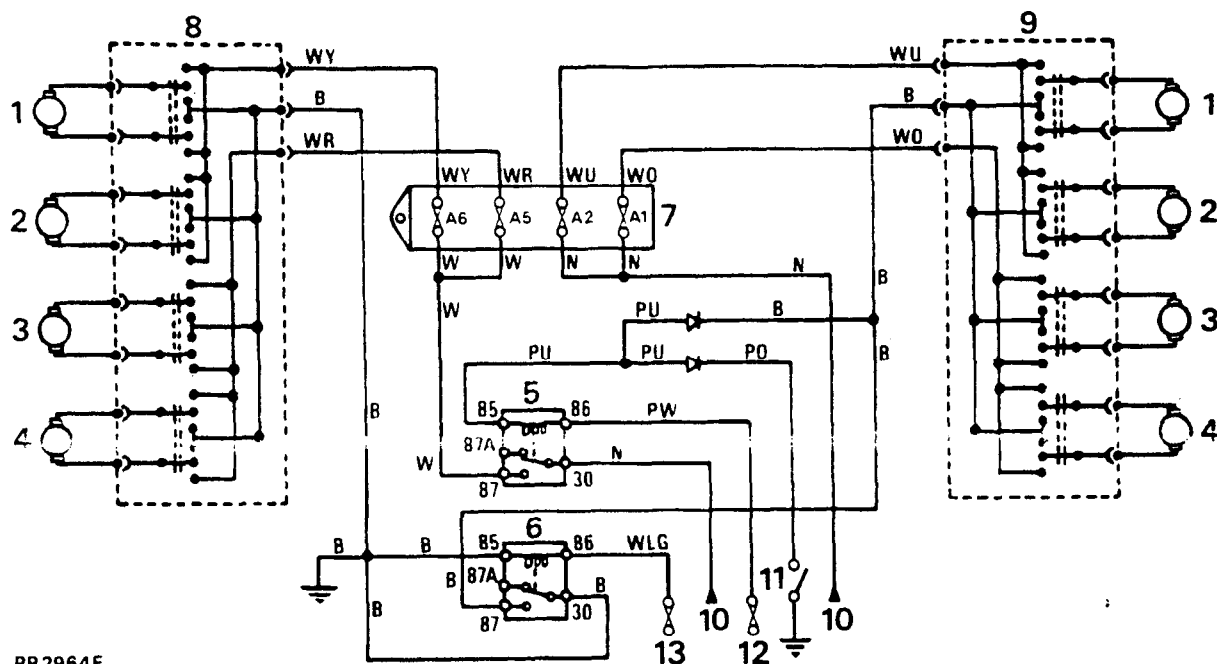 8 9
WY WU
1 B B 1
WR WO
WY WR WU WO
2 A6 A5 A2 A1 7 2
W W N N N
W B
PU B
3 PU PU PO B 3
5
85 86 PW
4 B 87A N 4
W
87 30
6
B B 85 86 WLG
87A B 11
B B
87 30 10 10
13 12
RR2964E